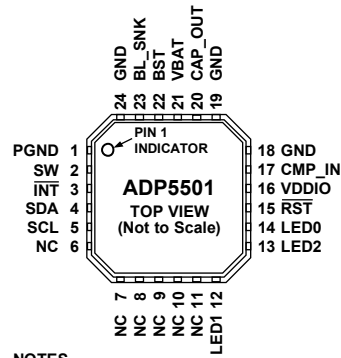 24 GND
23 BL_SNK
22 BST
21 VBAT
20 CAP_OUT
19 GND
PIN 1
INDICATOR
PGND 1
SW 2
INT 3
SDA 4
SCL 5
NC 6
ADP5501
TOP VIEW
(Not to Scale)
18 GND
17 CMP_IN
16 VDDIO
15 RST
14 LED0
13 LED2
NC 7
NC 8
NC 9
NC 10
NC 11
LED1 12
NOTES